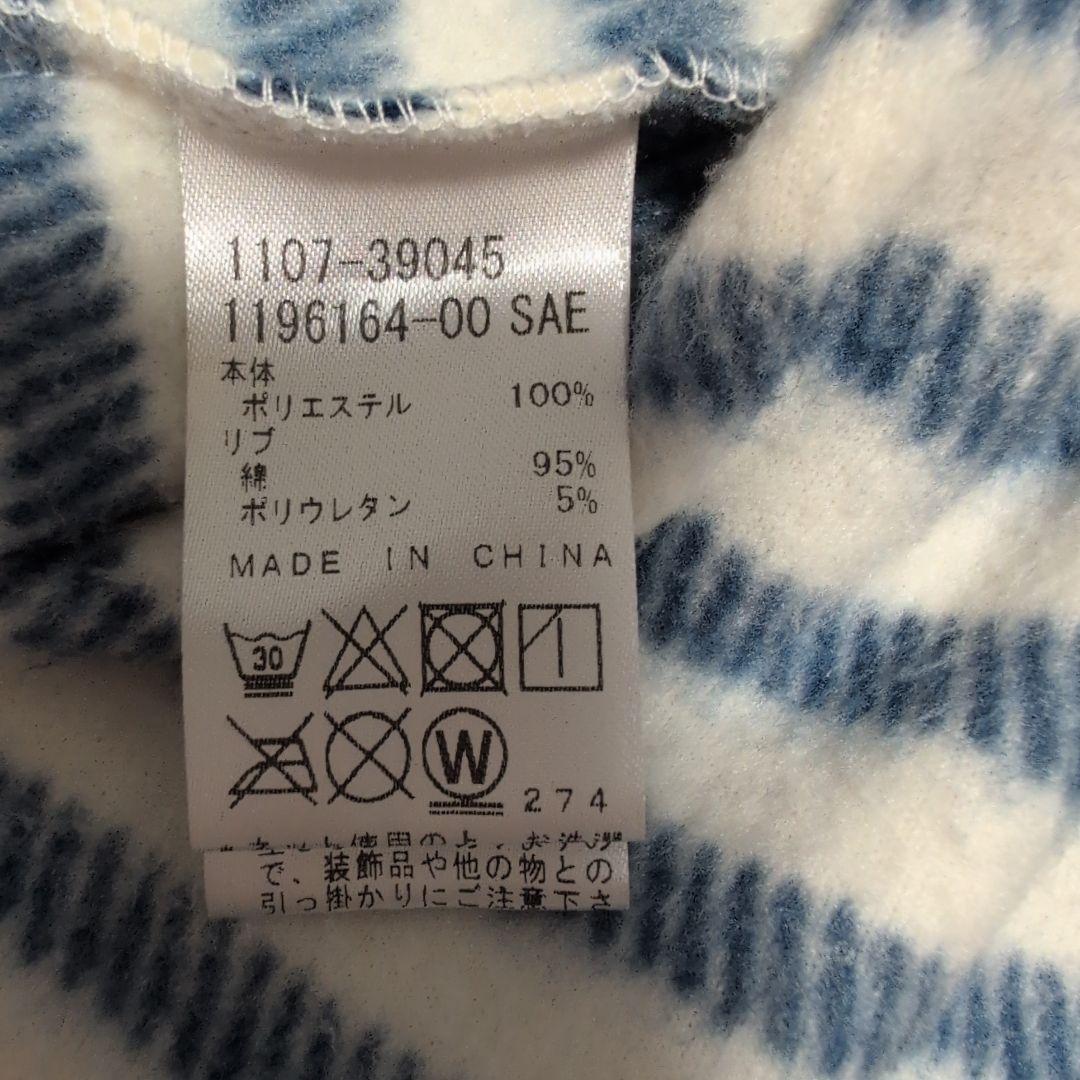 1107-39045
1196164-00 SAE
本体
ポリエステル 100%
リブ
綿 95%
ポリウレタン 5%
MADE IN CHINA
30
W
274
で、装飾品や他の物との
引っ掛かりにご注意下さ